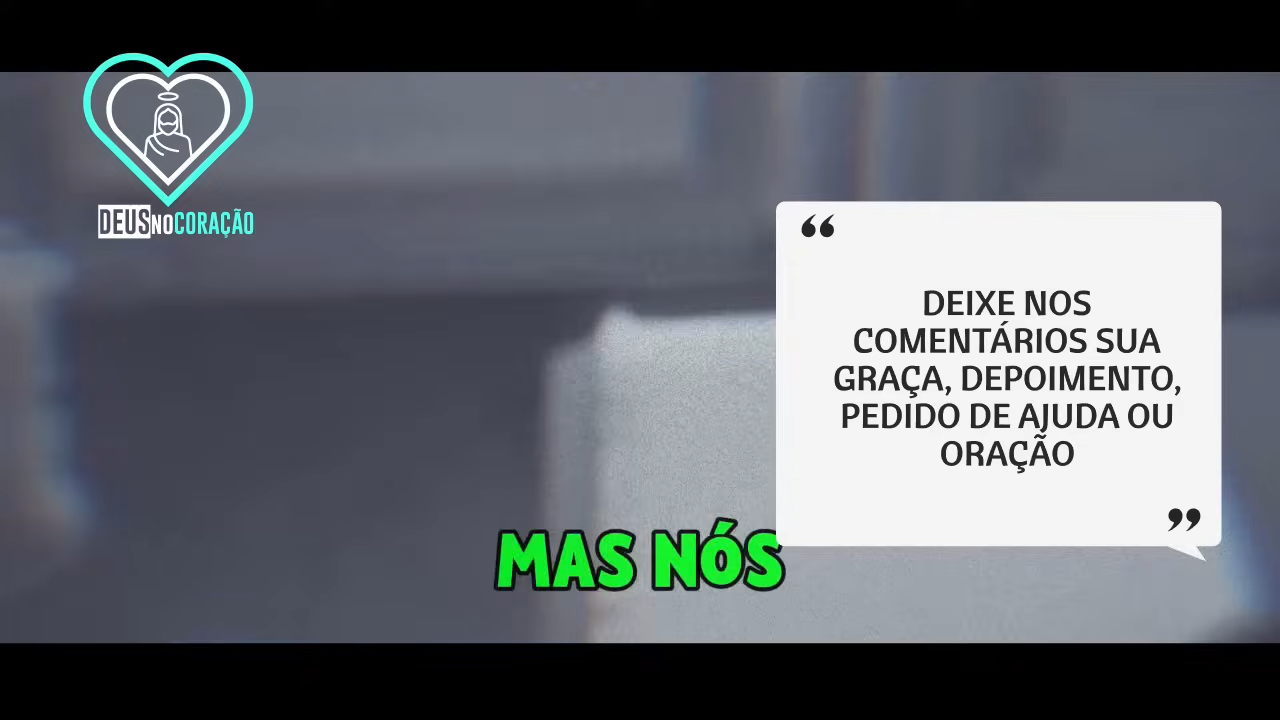 DEUSNOCORAÇÃO
“
DEIXE NOS
COMENTÁRIOS SUA
GRAÇA, DEPOIMENTO,
PEDIDO DE AJUDA OU
ORAÇÃO
”
MAS NÓS